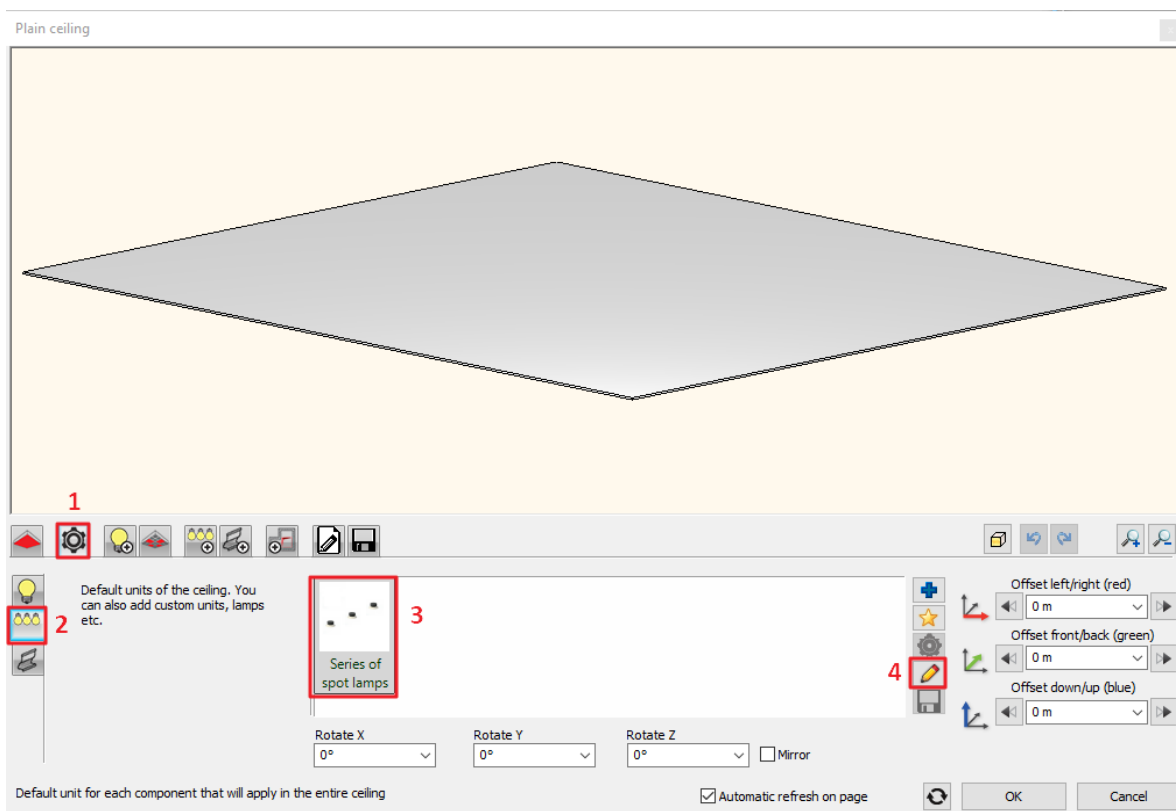 Plain ceiling
1
2
Default units of the ceiling. You
can also add custom units, lamps
etc.
Series of
spot lamps
3
4
Offset left/right (red)
0 m
Offset front/back (green)
0 m
Offset down/up (blue)
0 m
Rotate X
0°
Rotate Y
0°
Rotate Z
0°
Mirror
Default unit for each component that will apply in the entire ceiling
Automatic refresh on page
OK
Cancel